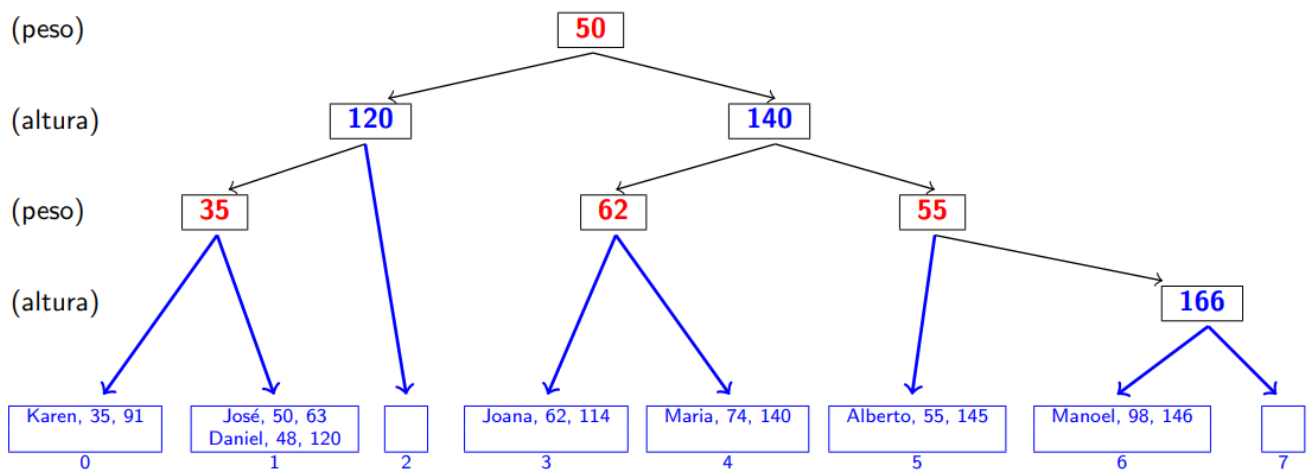 (peso)
50
(altura)
120
140
(peso)
35
62
55
(altura)
166
Karen, 35, 91
José, 50, 63
Daniel, 48, 120
Joana, 62, 114
Maria, 74, 140
Alberto, 55, 145
Manoel, 98, 146
0
1
2
3
4
5
6
7